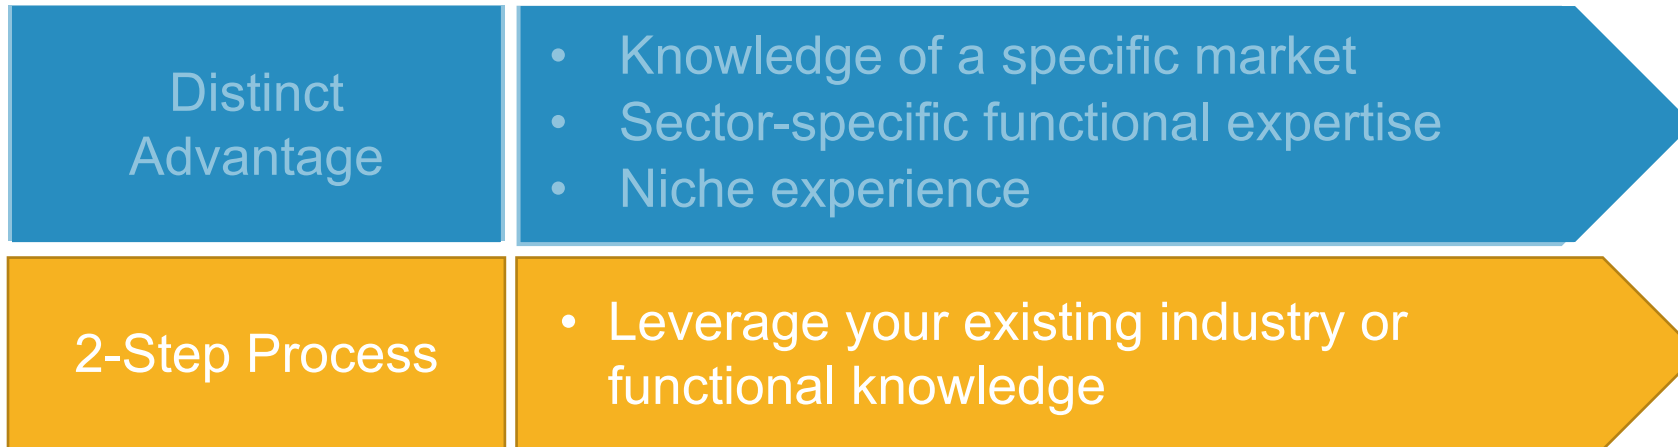 Distinct
Advantage
• Knowledge of a specific market
• Sector-specific functional expertise
• Niche experience
2-Step Process
• Leverage your existing industry or
functional knowledge